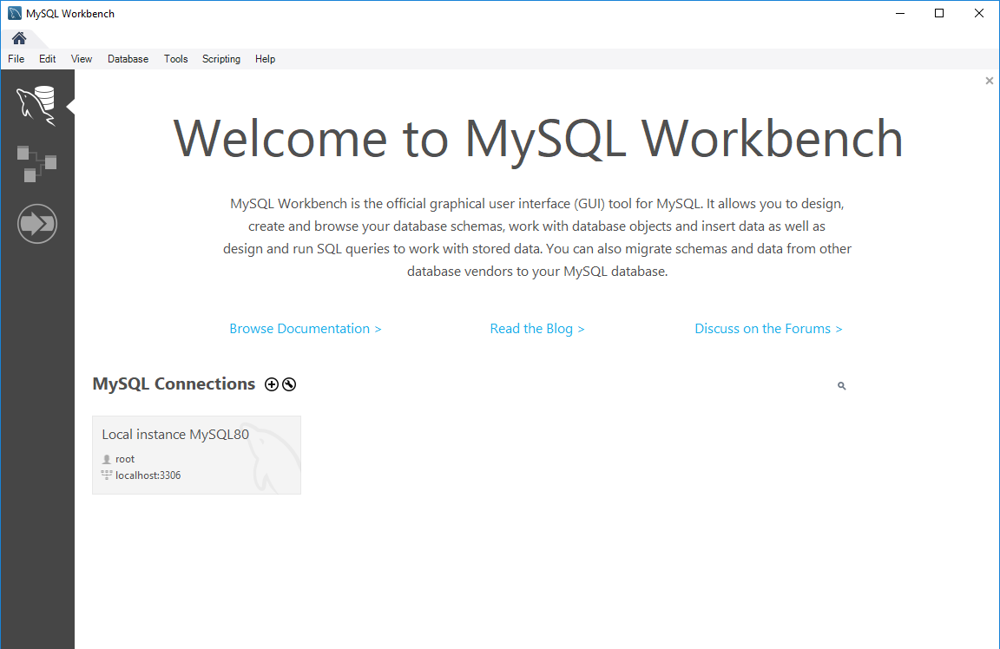 MySQL Workbench
File Edit View Database Tools Scripting Help
Welcome to MySQL Workbench
MySQL Workbench is the official graphical user interface (GUI) tool for MySQL. It allows you to design,
create and browse your database schemas, work with database objects and insert data as well as
design and run SQL queries to work with stored data. You can also migrate schemas and data from other
database vendors to your MySQL database.
Browse Documentation > Read the Blog > Discuss on the Forums >
MySQL Connections
Local instance MySQL80
root
localhost:3306